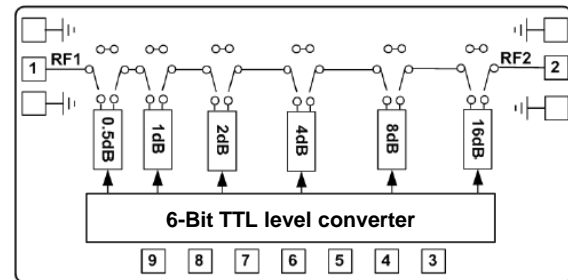 1 RF1 RF2 2
0.5dB 1dB 2dB 4dB 8dB 16dB
6-Bit TTL level converter
9 8 7 6 5 4 3